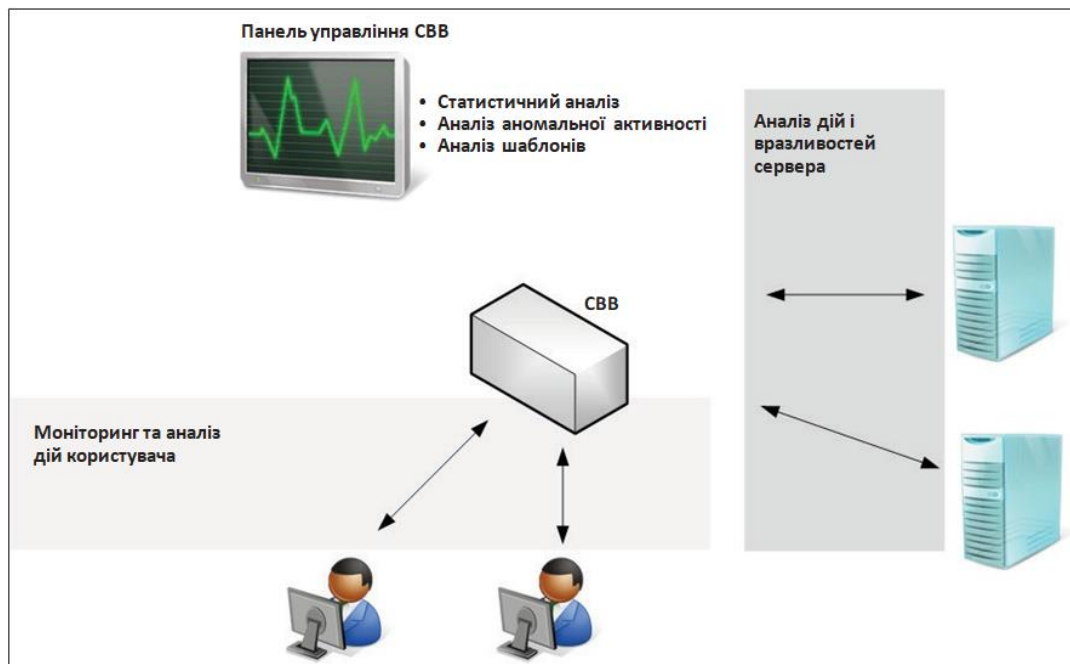 Панель управління СВВ
• Статистичний аналіз
• Аналіз аномальної активності
• Аналіз шаблонів
Аналіз дій і
вразливостей
сервера
СВВ
Моніторинг та аналіз
дій користувача